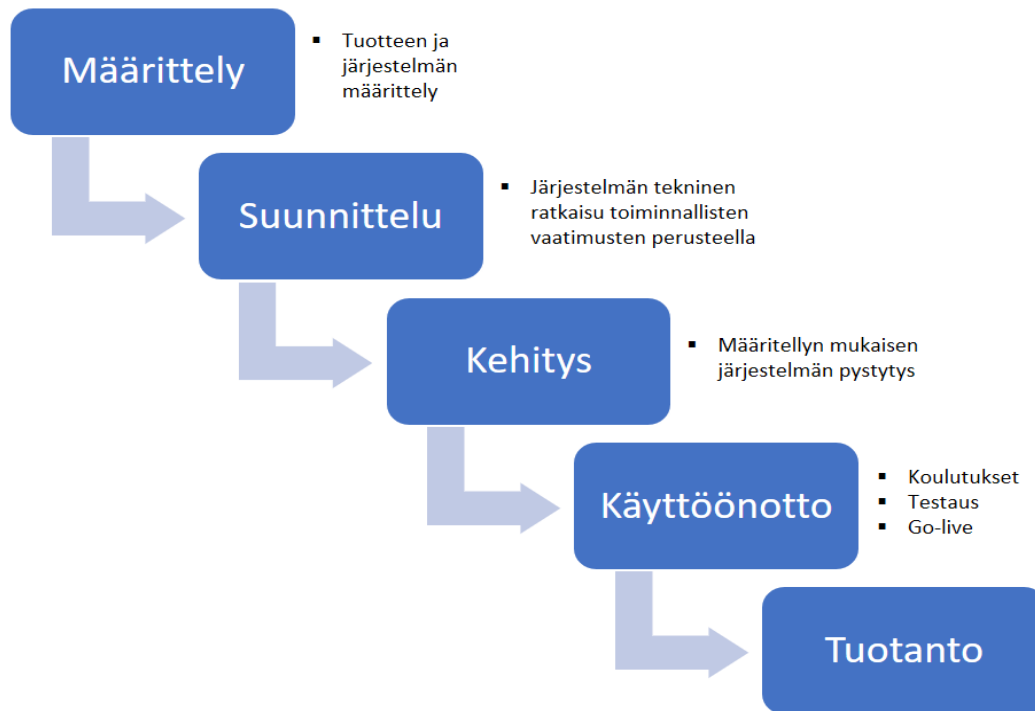 Määrittely
▪ Tuotteen ja
järjestelmän
määrittely
Suunnittelu
▪ Järjestelmän tekninen
ratkaisu toiminnallisten
vaatimusten perusteella
Kehitys
▪ Määritellyn mukaisen
järjestelmän pystytys
Käyttöönotto
▪ Koulutukset
▪ Testaus
▪ Go-live
Tuotanto